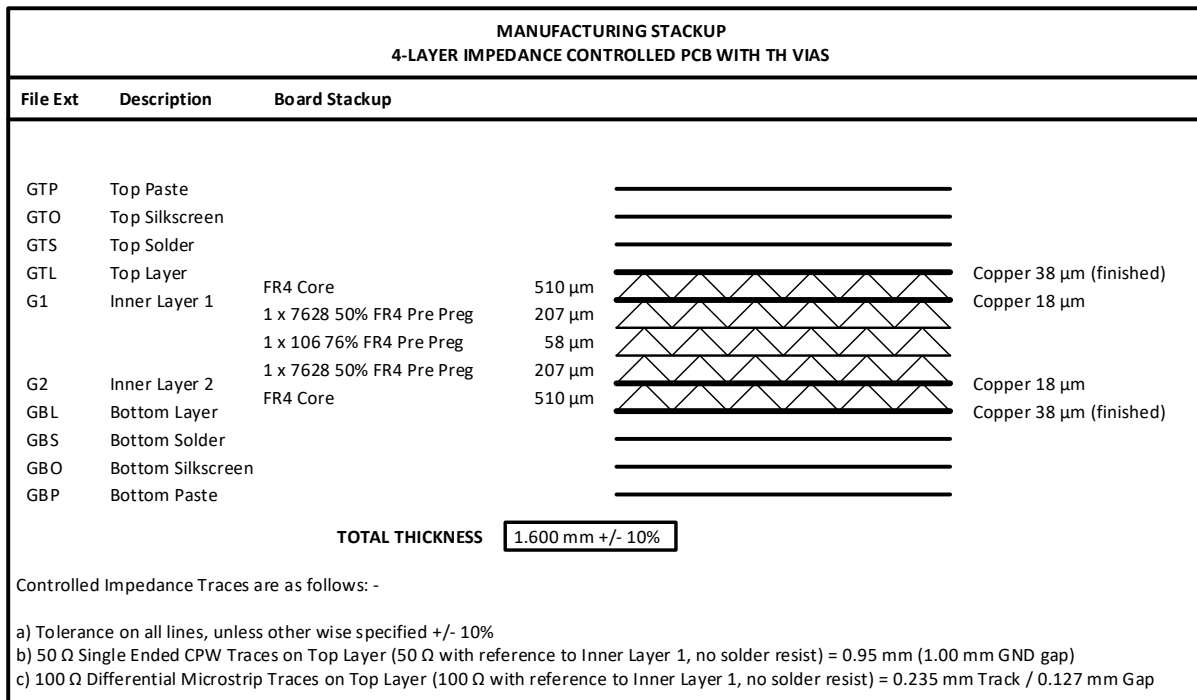 MANUFACTURING STACKUP
4-LAYER IMPEDANCE CONTROLLED PCB WITH TH VIAS
File Ext Description Board Stackup
GTP Top Paste
GTO Top Silkscreen
GTS Top Solder
GTL Top Layer Copper 38 µm (finished)
FR4 Core 510 µm
G1 Inner Layer 1 Copper 18 µm
1 x 7628 50% FR4 Pre Preg 207 µm
1 x 106 76% FR4 Pre Preg 58 µm
1 x 7628 50% FR4 Pre Preg 207 µm
G2 Inner Layer 2 Copper 18 µm
FR4 Core 510 µm
GBL Bottom Layer Copper 38 µm (finished)
GBS Bottom Solder
GBO Bottom Silkscreen
GBP Bottom Paste
TOTAL THICKNESS 1.600 mm +/- 10%
Controlled Impedance Traces are as follows: -
a) Tolerance on all lines, unless other wise specified +/- 10%
b) 50 Ω Single Ended CPW Traces on Top Layer (50 Ω with reference to Inner Layer 1, no solder resist) = 0.95 mm (1.00 mm GND gap)
c) 100 Ω Differential Microstrip Traces on Top Layer (100 Ω with reference to Inner Layer 1, no solder resist) = 0.235 mm Track / 0.127 mm Gap